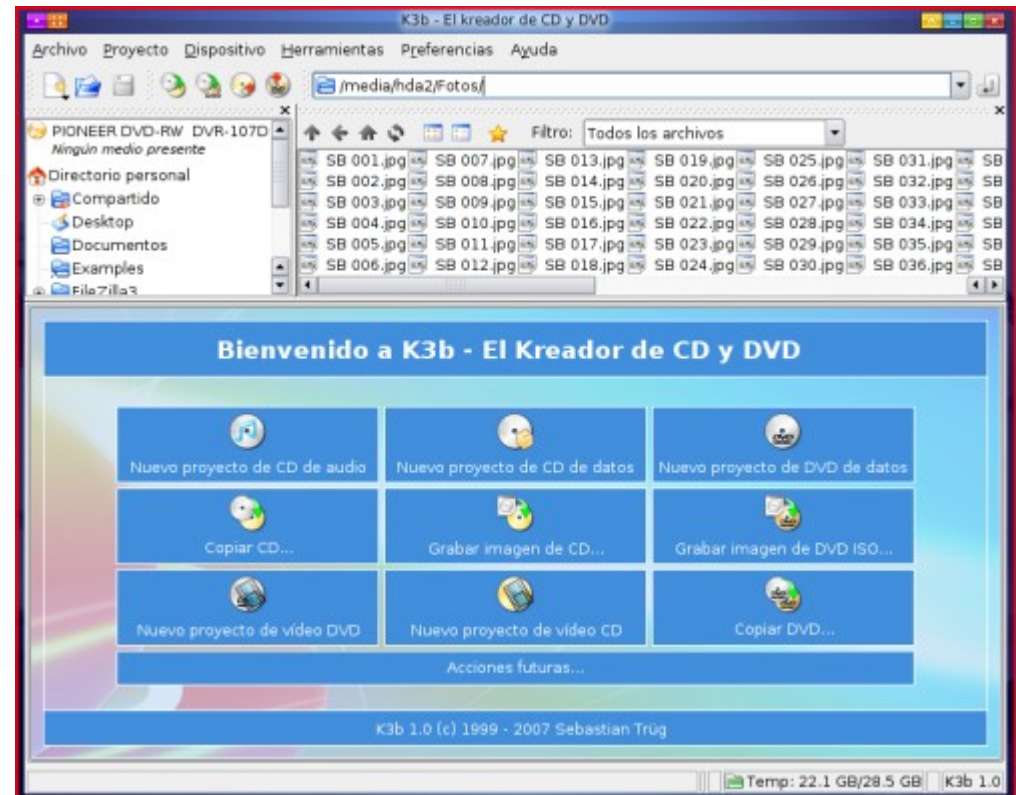 K3b - El kreador de CD y DVD
Archivo Proyecto Dispositivo Herramientas Preferencias Ayuda
/media/hda2/Fotos/
PIONEER DVD-RW DVR-107D
Ningún medio presente
Directorio personal
Compartido
Desktop
Documentos
Examples
FileZilla3
Filtro: Todos los archivos
SB 001.jpg SB 007.jpg SB 013.jpg SB 019.jpg SB 025.jpg SB 031.jpg SB
SB 002.jpg SB 008.jpg SB 014.jpg SB 020.jpg SB 026.jpg SB 032.jpg SB
SB 003.jpg SB 009.jpg SB 015.jpg SB 021.jpg SB 027.jpg SB 033.jpg SB
SB 004.jpg SB 010.jpg SB 016.jpg SB 022.jpg SB 028.jpg SB 034.jpg SB
SB 005.jpg SB 011.jpg SB 017.jpg SB 023.jpg SB 029.jpg SB 035.jpg SB
SB 006.jpg SB 012.jpg SB 018.jpg SB 024.jpg SB 030.jpg SB 036.jpg SB
Bienvenido a K3b - El Kreador de CD y DVD
Nuevo proyecto de CD de audio
Nuevo proyecto de CD de datos
Nuevo proyecto de DVD de datos
Copiar CD...
Grabar imagen de CD...
Grabar imagen de DVD ISO...
Nuevo proyecto de vídeo DVD
Nuevo proyecto de vídeo CD
Copiar DVD...
Acciones futuras...
K3b 1.0 (c) 1999 - 2007 Sebastian Trüg
Temp: 22.1 GB/28.5 GB K3b 1.0